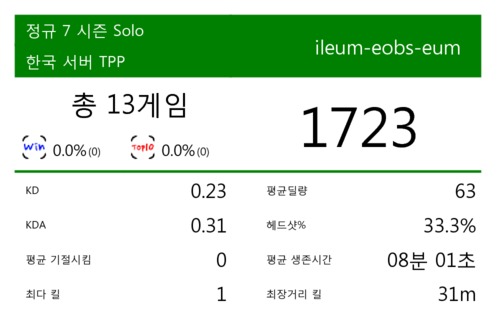 정규 7 시즌 Solo
한국 서버 TPP
ileum-eobs-eum
총 13게임
Win 0.0% (0)
Top10 0.0% (0)
1723
KD 0.23
평균딜량 63
KDA 0.31
헤드샷% 33.3%
평균 기절시킴 0
평균 생존시간 08분 01초
최다 킬 1
최장거리 킬 31m